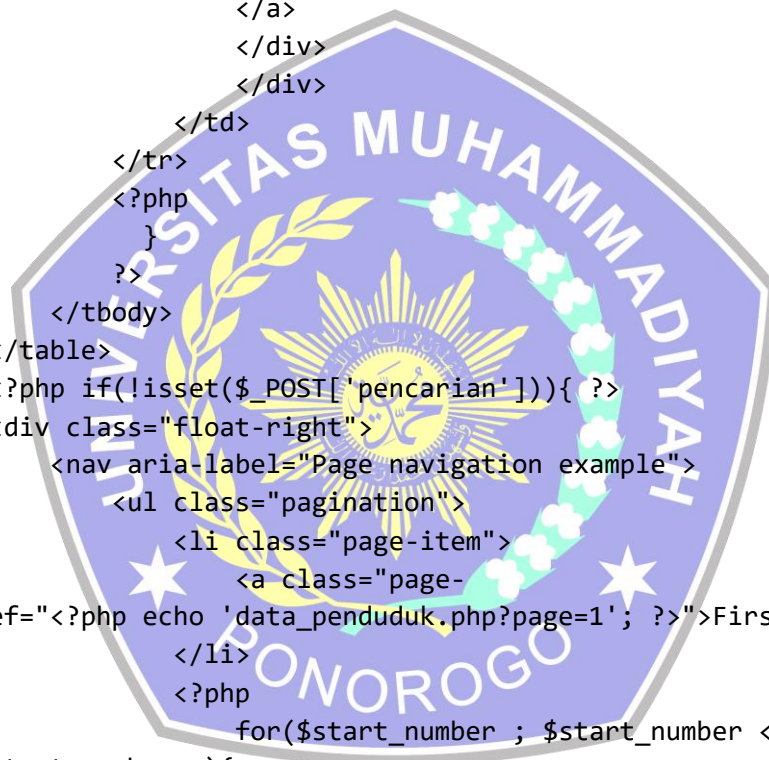 </a>
</div>
</div>
</td>
</tr>
<?php
}
?>
</tbody>
/table>
?php if(!isset($_POST['pencarian'])){ ?>
div class="float-right">
<nav aria-label="Page navigation example">
<ul class="pagination">
<li class="page-item">
<a class="page-
ef="<?php echo 'data_penduduk.php?page=1'; ?>">Firs
</li>
<?php
for($start_number ; $start_number <
UNIVERSITAS MUHAMMADIYAH
PONOROGO
محمد